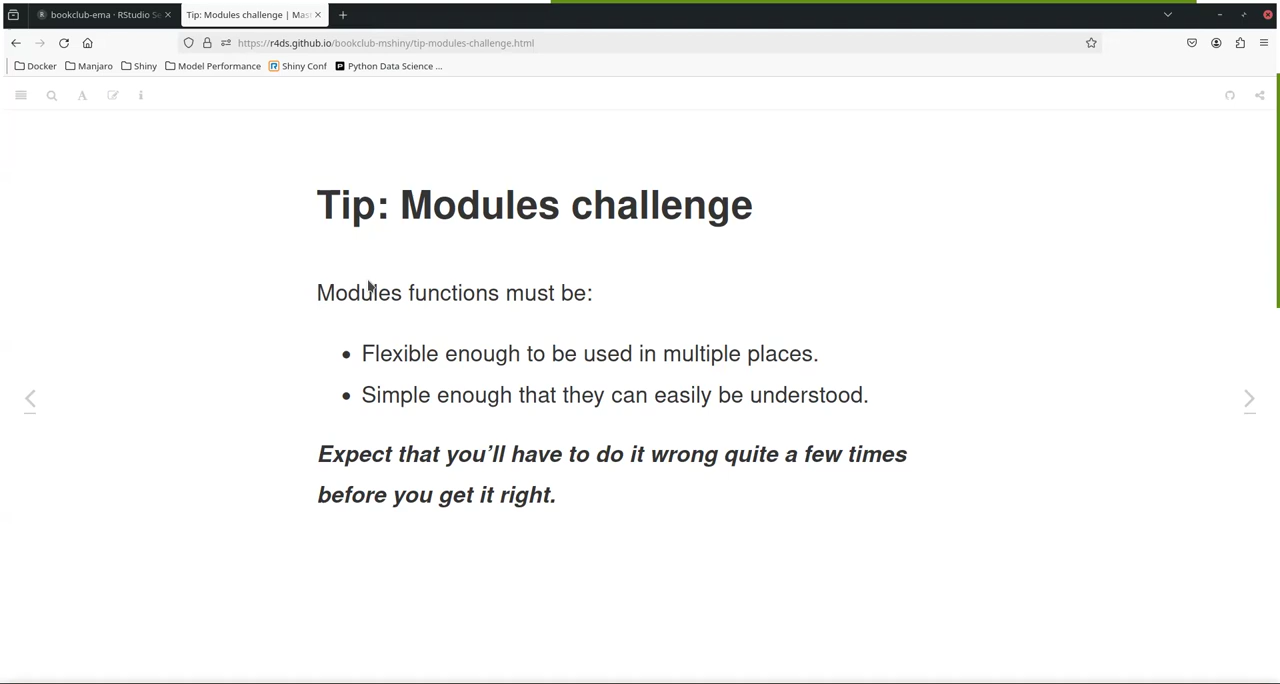 bookclub-ema · RStudio Se
Tip: Modules challenge | Mas
https://r4ds.github.io/bookclub-mshiny/tip-modules-challenge.html
Docker Manjaro Shiny Model Performance Shiny Conf Python Data Science ...
Tip: Modules challenge
Modules functions must be:
• Flexible enough to be used in multiple places.
• Simple enough that they can easily be understood.
Expect that you’ll have to do it wrong quite a few times
before you get it right.